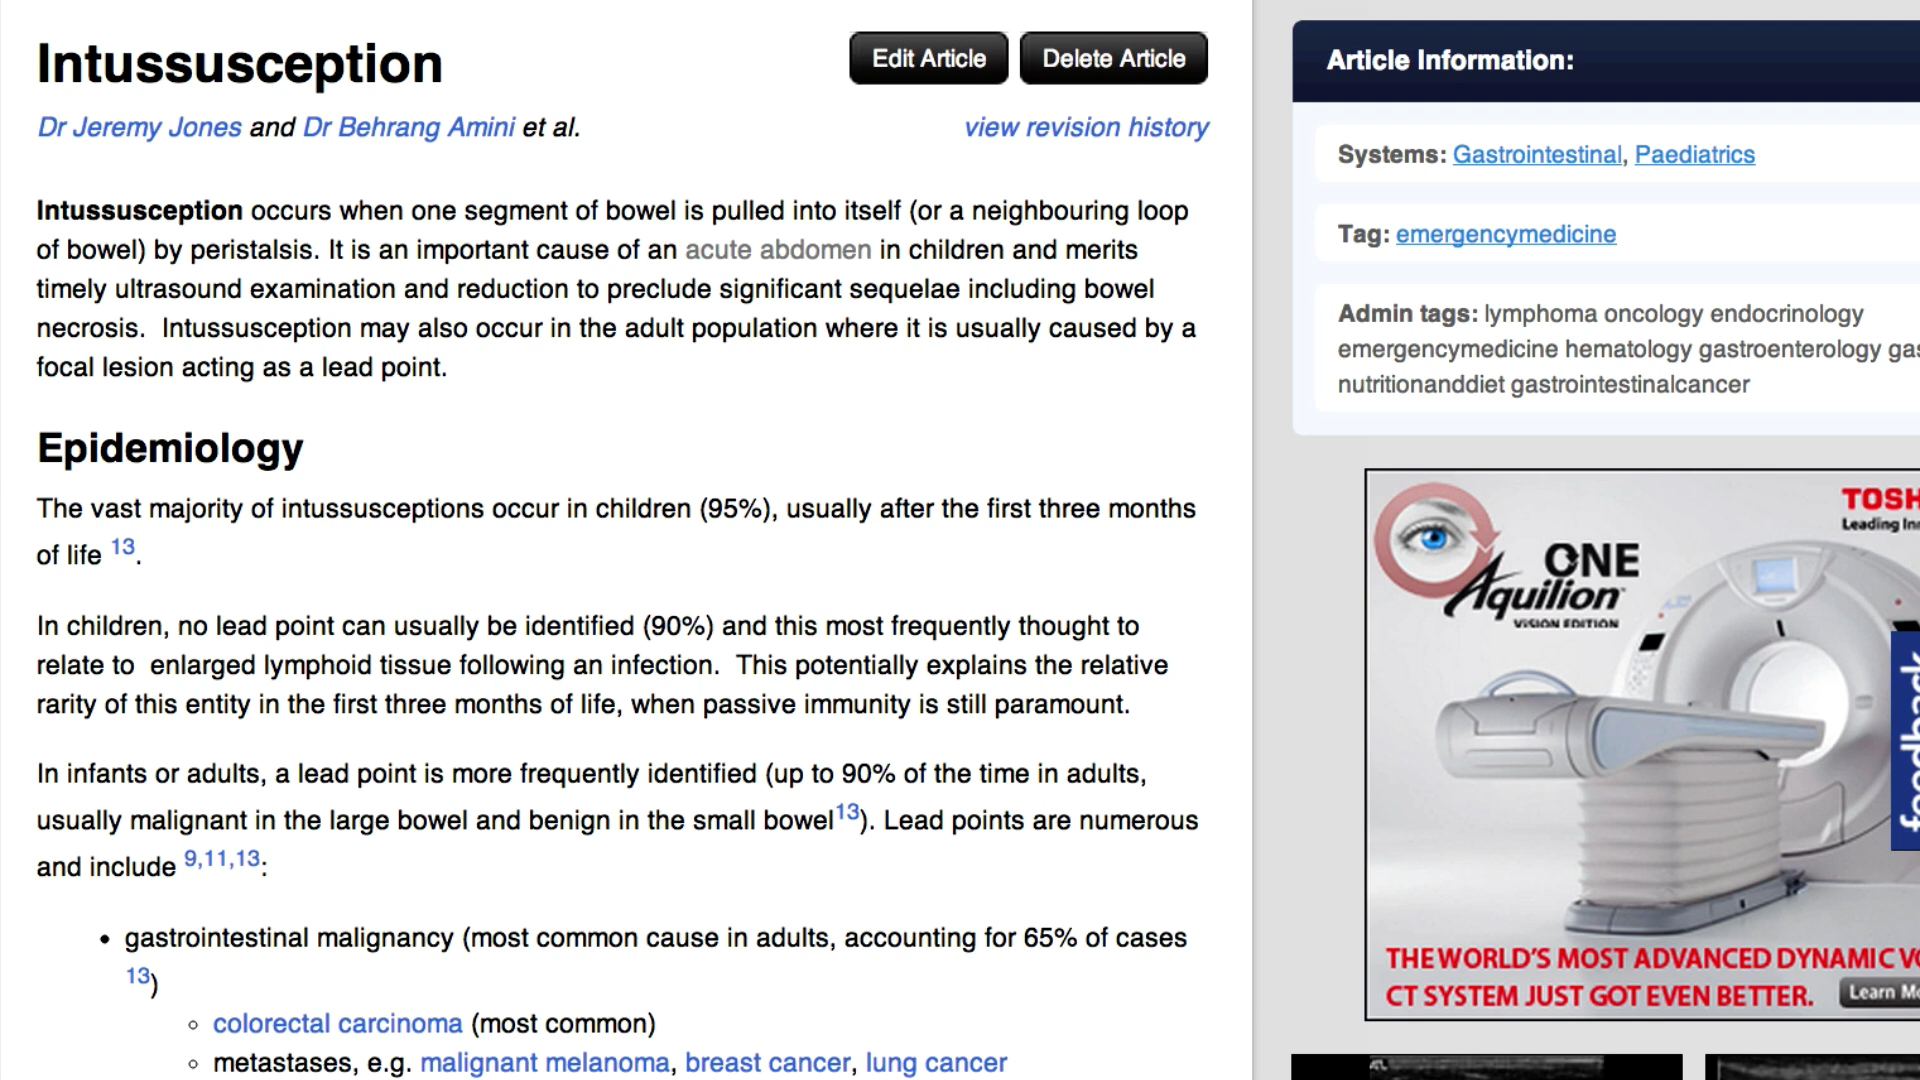 Intussusception
Edit Article
Delete Article
Dr Jeremy Jones and Dr Behrang Amini et al.
view revision history
Intussusception occurs when one segment of bowel is pulled into itself (or a neighbouring loop
of bowel) by peristalsis. It is an important cause of an acute abdomen in children and merits
timely ultrasound examination and reduction to preclude significant sequelae including bowel
necrosis.  Intussusception may also occur in the adult population where it is usually caused by a
focal lesion acting as a lead point.
Epidemiology
The vast majority of intussusceptions occur in children (95%), usually after the first three months
of life 13.
In children, no lead point can usually be identified (90%) and this most frequently thought to
relate to  enlarged lymphoid tissue following an infection.  This potentially explains the relative
rarity of this entity in the first three months of life, when passive immunity is still paramount.
In infants or adults, a lead point is more frequently identified (up to 90% of the time in adults,
usually malignant in the large bowel and benign in the small bowel13). Lead points are numerous
and include 9,11,13:
• gastrointestinal malignancy (most common cause in adults, accounting for 65% of cases
13)
◦ colorectal carcinoma (most common)
◦ metastases, e.g. malignant melanoma, breast cancer, lung cancer
Article Information:
Systems: Gastrointestinal, Paediatrics
Tag: emergencymedicine
Admin tags: lymphoma oncology endocrinology
emergencymedicine hematology gastroenterology gas
nutritionanddiet gastrointestinalcancer
TOSH
Leading Inn
ONE
Aquilion
VISION EDITION
feedback
THE WORLD'S MOST ADVANCED DYNAMIC VO
CT SYSTEM JUST GOT EVEN BETTER.
Learn Mo